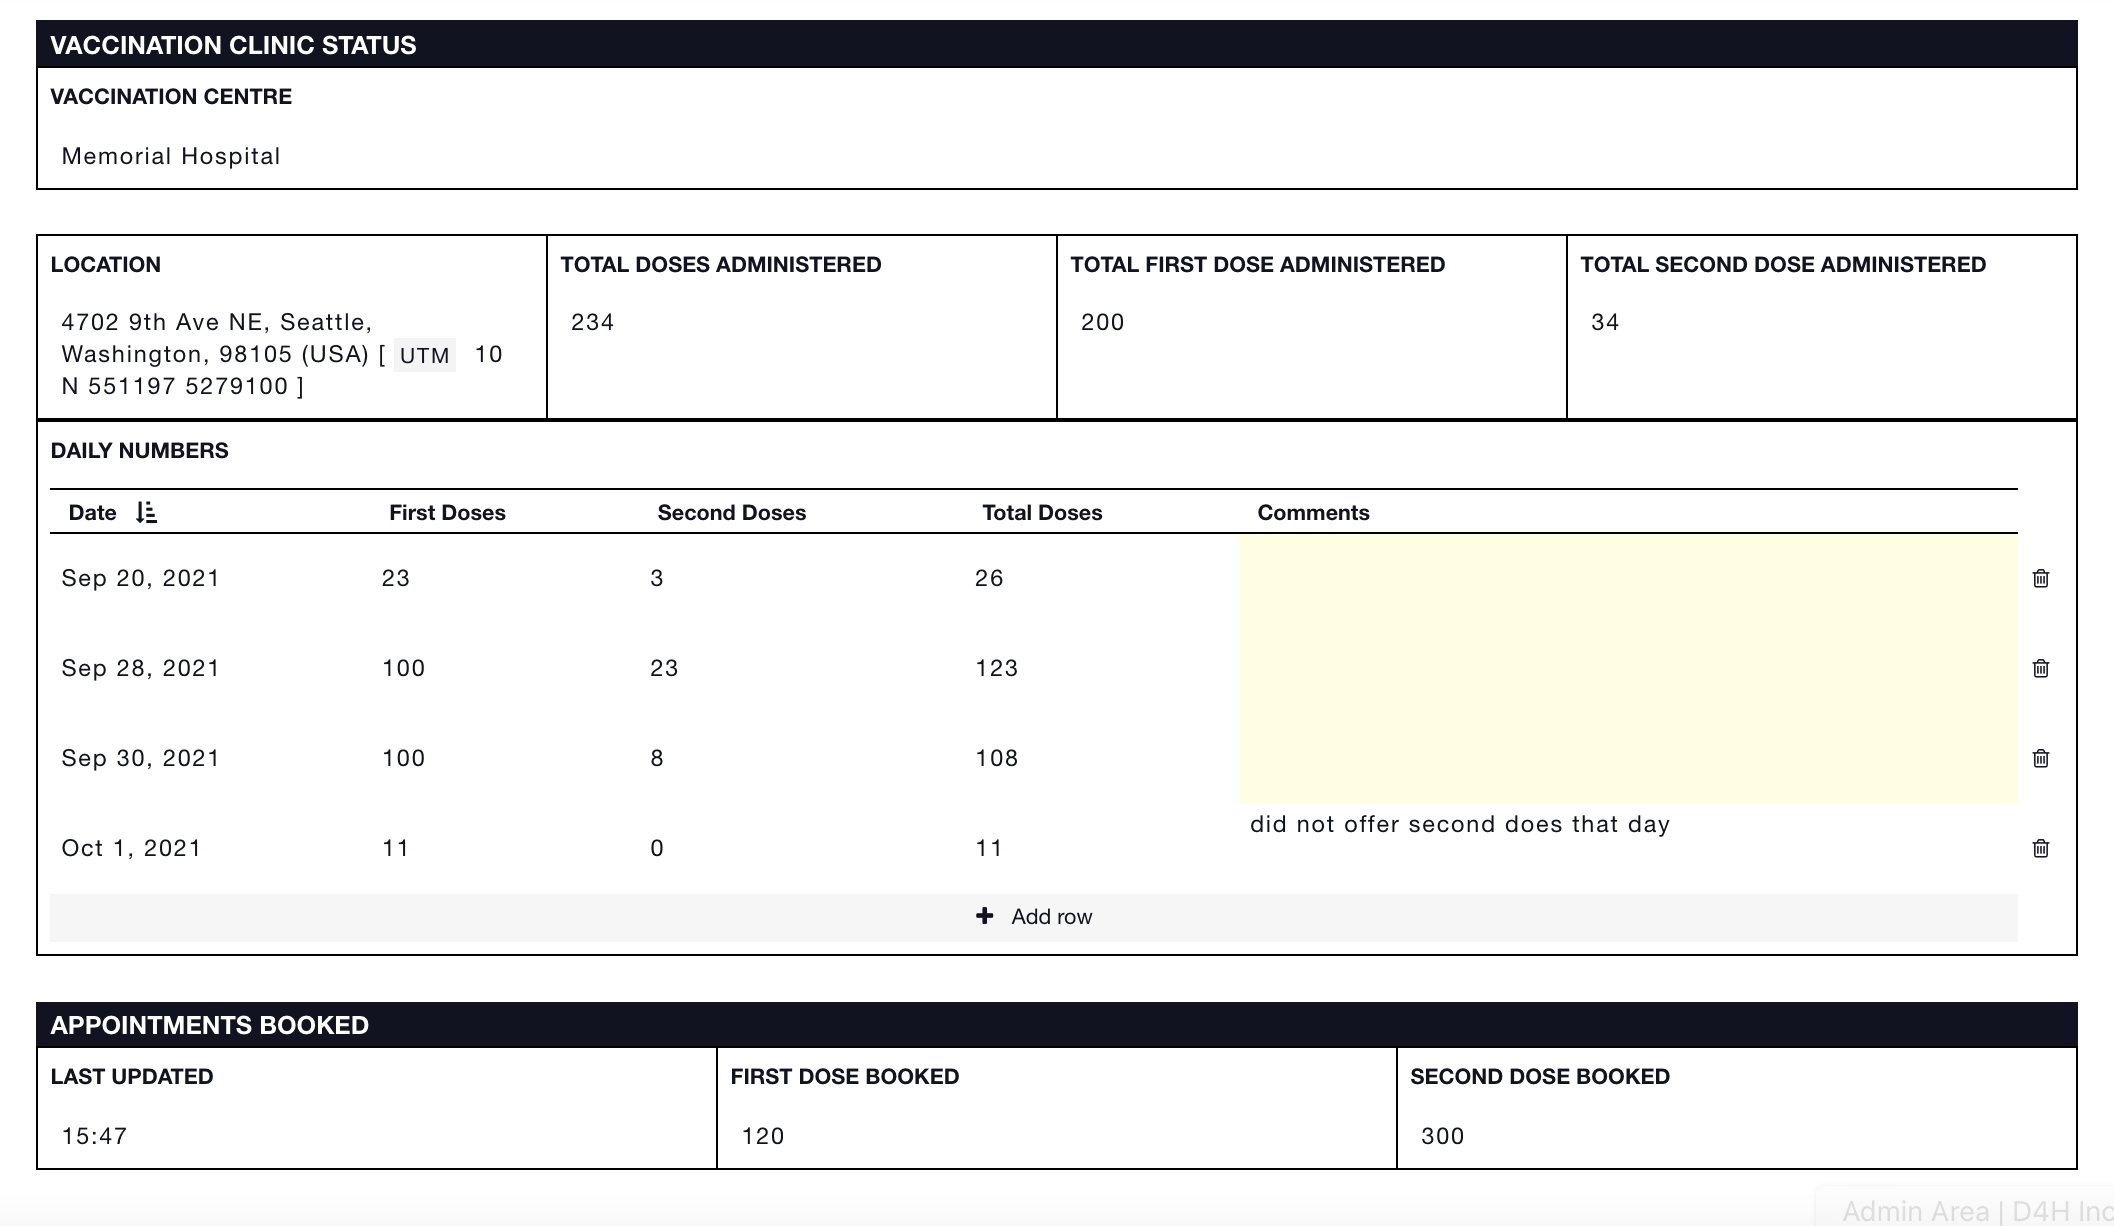 VACCINATION CLINIC STATUS
VACCINATION CENTRE
Memorial Hospital
LOCATION
4702 9th Ave NE, Seattle,
Washington, 98105 (USA) [ UTM 10
N 551197 5279100 ]
TOTAL DOSES ADMINISTERED
234
TOTAL FIRST DOSE ADMINISTERED
200
TOTAL SECOND DOSE ADMINISTERED
34
DAILY NUMBERS
Date First Doses Second Doses Total Doses Comments
Sep 20, 2021 23 3 26
Sep 28, 2021 100 23 123
Sep 30, 2021 100 8 108
Oct 1, 2021 11 0 11 did not offer second does that day
+ Add row
APPOINTMENTS BOOKED
LAST UPDATED
15:47
FIRST DOSE BOOKED
120
SECOND DOSE BOOKED
300
Admin Area | D4H Inc